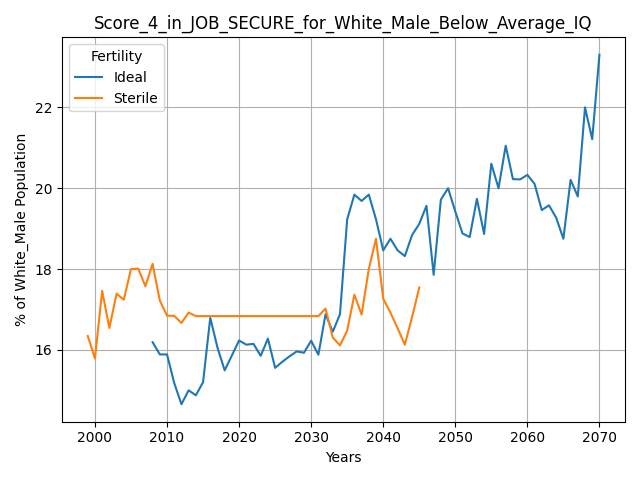 Score_4_in_JOB_SECURE_for_White_Male_Below_Average_IQ
Fertility
Ideal
Sterile
% of White_Male Population
22
20
18
16
2000 2010 2020 2030 2040 2050 2060 2070
Years